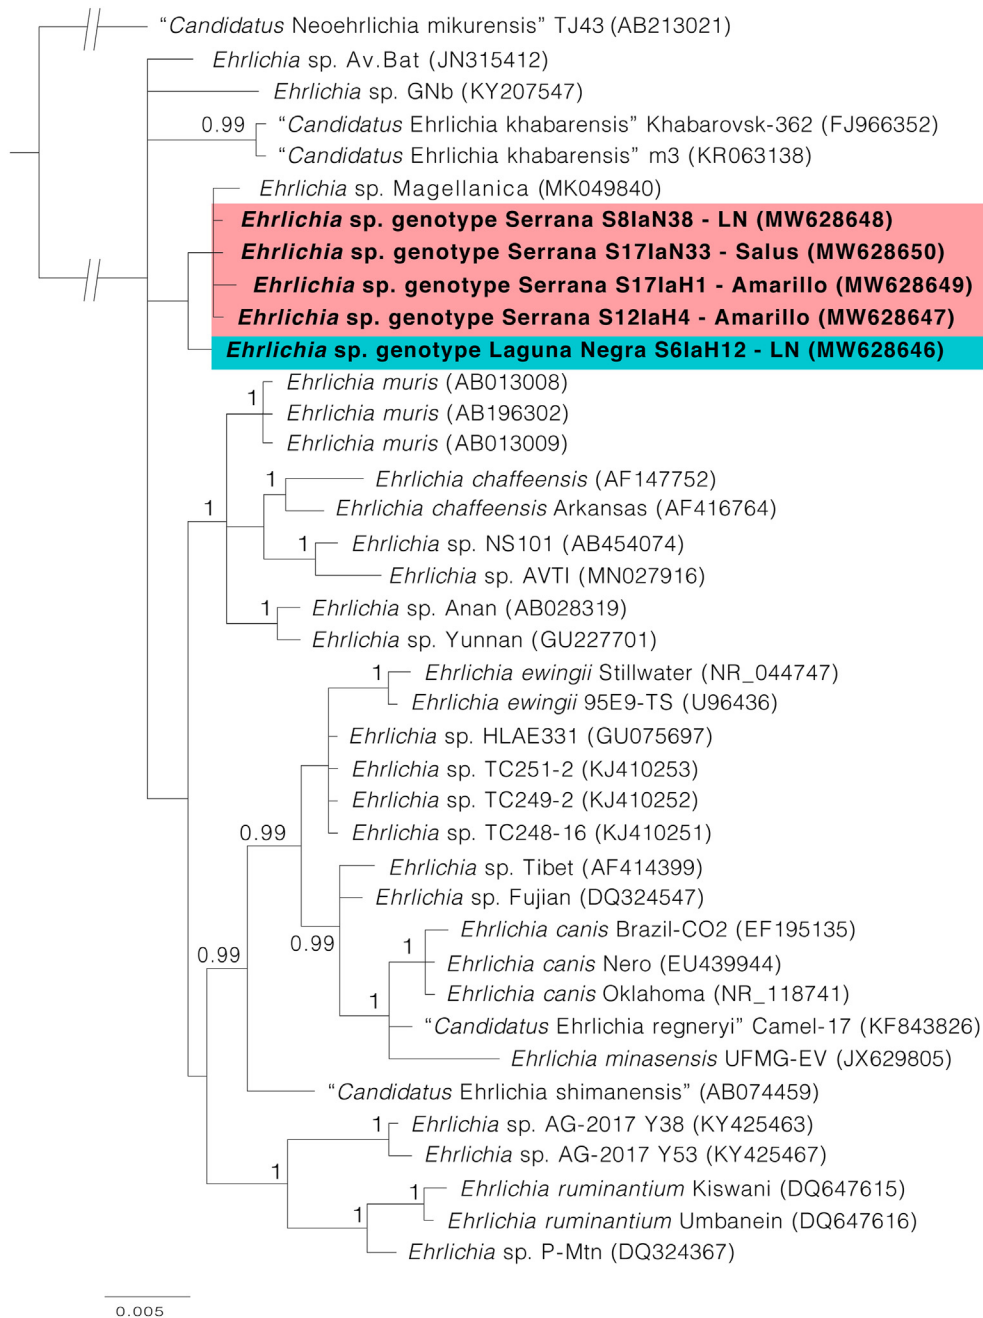 “Candidatus Neoehrlichia mikurensis” TJ43 (AB213021)
Ehrlichia sp. Av.Bat (JN315412)
Ehrlichia sp. GNb (KY207547)
0.99
“Candidatus Ehrlichia khabarensis” Khabarovsk-362 (FJ966352)
“Candidatus Ehrlichia khabarensis” m3 (KR063138)
Ehrlichia sp. Magellanica (MK049840)
Ehrlichia sp. genotype Serrana S8IaN38 - LN (MW628648)
Ehrlichia sp. genotype Serrana S17IaN33 - Salus (MW628650)
Ehrlichia sp. genotype Serrana S17IaH1 - Amarillo (MW628649)
Ehrlichia sp. genotype Serrana S12IaH4 - Amarillo (MW628647)
Ehrlichia sp. genotype Laguna Negra S6IaH12 - LN (MW628646)
Ehrlichia muris (AB013008)
1
Ehrlichia muris (AB196302)
Ehrlichia muris (AB013009)
1
Ehrlichia chaffeensis (AF147752)
1
Ehrlichia chaffeensis Arkansas (AF416764)
1
Ehrlichia sp. NS101 (AB454074)
Ehrlichia sp. AVTI (MN027916)
1
Ehrlichia sp. Anan (AB028319)
Ehrlichia sp. Yunnan (GU227701)
1
Ehrlichia ewingii Stillwater (NR_044747)
Ehrlichia ewingii 95E9-TS (U96436)
Ehrlichia sp. HLAE331 (GU075697)
Ehrlichia sp. TC251-2 (KJ410253)
Ehrlichia sp. TC249-2 (KJ410252)
0.99
Ehrlichia sp. TC248-16 (KJ410251)
Ehrlichia sp. Tibet (AF414399)
Ehrlichia sp. Fujian (DQ324547)
Ehrlichia canis Brazil-CO2 (EF195135)
0.99
1
0.99
Ehrlichia canis Nero (EU439944)
Ehrlichia canis Oklahoma (NR_118741)
1
“Candidatus Ehrlichia regneryi” Camel-17 (KF843826)
Ehrlichia minasensis UFMG-EV (JX629805)
“Candidatus Ehrlichia shimanensis” (AB074459)
1
Ehrlichia sp. AG-2017 Y38 (KY425463)
Ehrlichia sp. AG-2017 Y53 (KY425467)
1
1
Ehrlichia ruminantium Kiswani (DQ647615)
1
Ehrlichia ruminantium Umbanein (DQ647616)
Ehrlichia sp. P-Mtn (DQ324367)
0.005